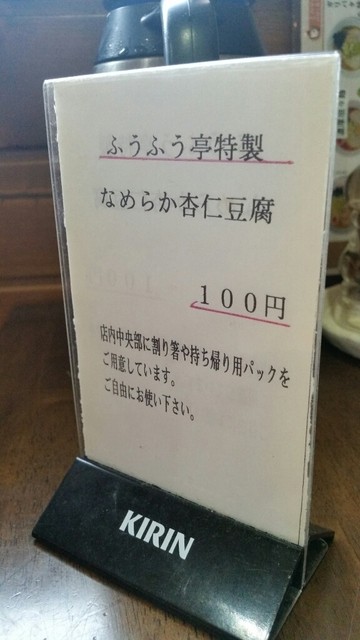 ふうふう亭特製
なめらか杏仁豆腐
１００円
店内中央部に割り箸や持ち帰り用パックを
ご用意しています。
ご自由にお使い下さい。
KIRIN